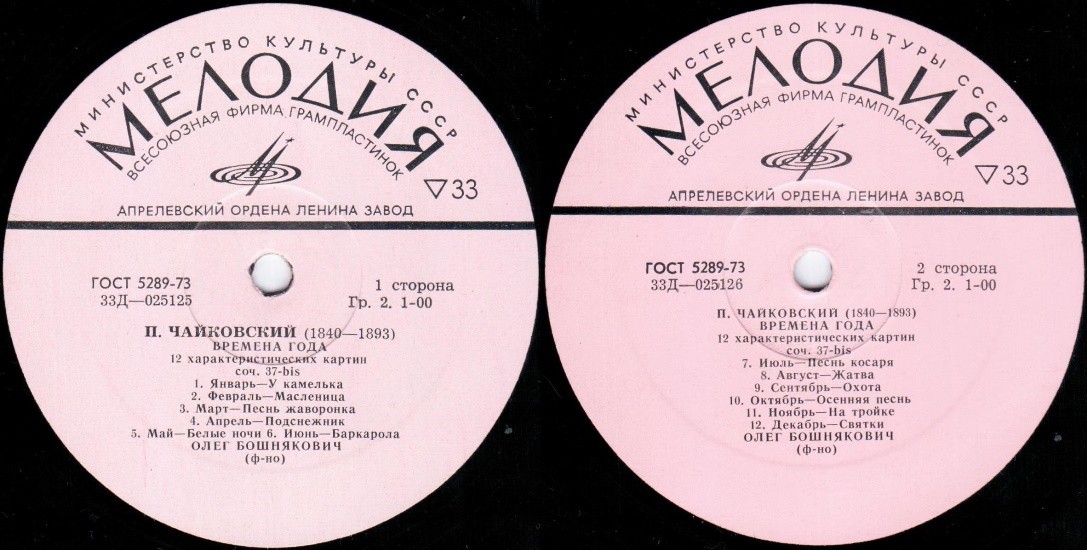 МИНИСТЕРСТВО КУЛЬТУРЫ СССР
МЕЛОДИЯ
ВСЕСОЮЗНАЯ ФИРМА ГРАМПЛАСТИНОК
▽33
АПРЕЛЕВСКИЙ ОРДЕНА ЛЕНИНА ЗАВОД
ГОСТ 5289-73
33Д—025125
1 сторона
Гр. 2. 1-00
П. ЧАЙКОВСКИЙ (1840—1893)
ВРЕМЕНА ГОДА
12 характеристических картин
соч. 37-bis
1. Январь—У камелька
2. Февраль—Масленица
3. Март—Песнь жаворонка
4. Апрель—Подснежник
5. Май—Белые ночи 6. Июнь—Баркарола
ОЛЕГ БОШНЯКОВИЧ
(ф-но)
МИНИСТЕРСТВО КУЛЬТУРЫ СССР
МЕЛОДИЯ
ВСЕСОЮЗНАЯ ФИРМА ГРАМПЛАСТИНОК
▽33
АПРЕЛЕВСКИЙ ОРДЕНА ЛЕНИНА ЗАВОД
ГОСТ 5289-73
33Д—025126
2 сторона
Гр. 2. 1-00
П. ЧАЙКОВСКИЙ (1840—1893)
ВРЕМЕНА ГОДА
12 характеристических картин
соч. 37-bis
7. Июль—Песнь косаря
8. Август—Жатва
9. Сентябрь—Охота
10. Октябрь—Осенняя песнь
11. Ноябрь—На тройке
12. Декабрь—Святки
ОЛЕГ БОШНЯКОВИЧ
(ф-но)